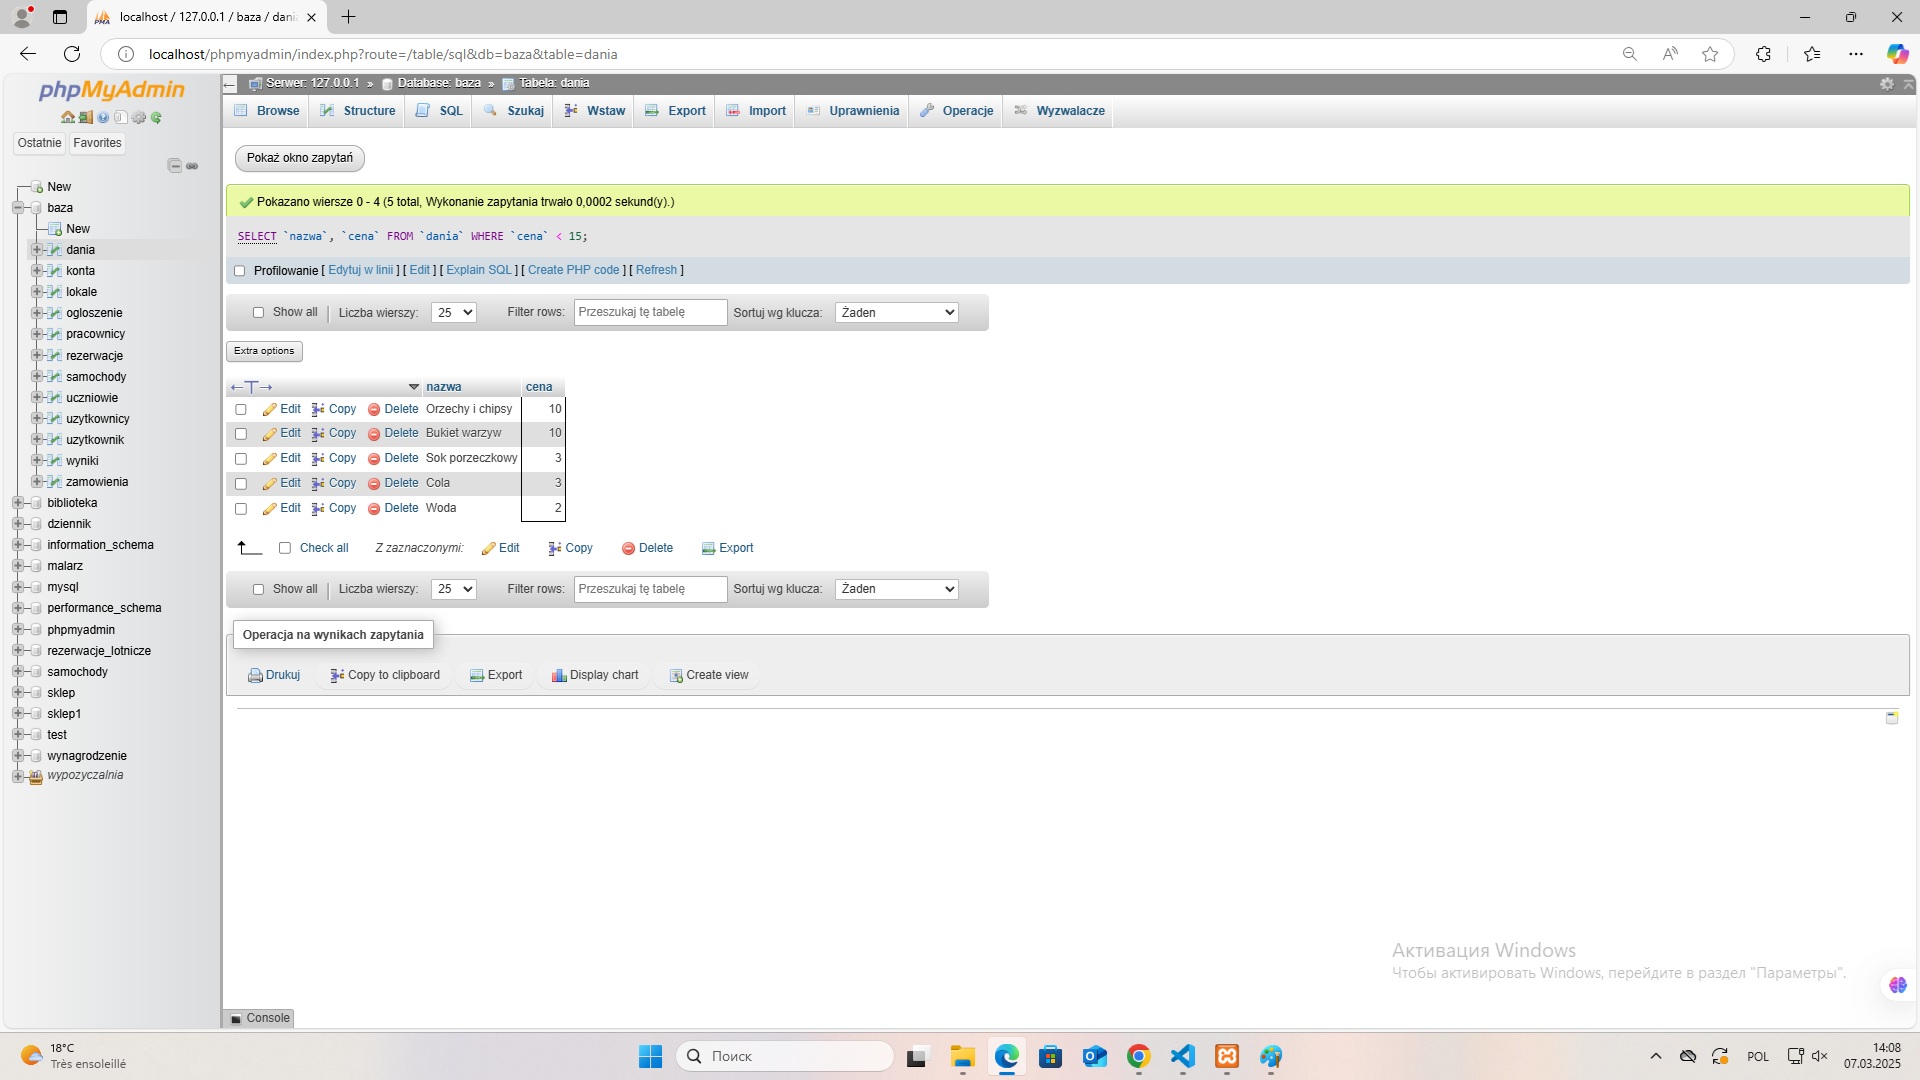 localhost / 127.0.0.1 / baza / dani
localhost/phpmyadmin/index.php?route=/table/sql&db=baza&table=dania
phpMyAdmin
Ostatnie Favorites
New
baza
New
dania
konta
lokale
ogloszenie
pracownicy
rezerwacje
samochody
uczniowie
uzytkownicy
uzytkownik
wyniki
zamowienia
biblioteka
dziennik
information_schema
malarz
mysql
performance_schema
phpmyadmin
rezerwacje_lotnicze
samochody
sklep
sklep1
test
wynagrodzenie
wypozyczalnia
Serwer: 127.0.0.1 » Database: baza » Tabela: dania
Browse Structure SQL Szukaj Wstaw Export Import Uprawnienia Operacje Wyzwalacze
Pokaż okno zapytań
Pokazano wiersze 0 - 4 (5 total, Wykonanie zapytania trwało 0,0002 sekund(y).)
SELECT `nazwa`, `cena` FROM `dania` WHERE `cena` < 15;
Profilowanie [ Edytuj w linii ] [ Edit ] [ Explain SQL ] [ Create PHP code ] [ Refresh ]
Show all | Liczba wierszy: 25 Filter rows: Przeszukaj tę tabelę Sortuj wg klucza: Żaden
Extra options
←T→ nazwa cena
Edit Copy Delete Orzechy i chipsy 10
Edit Copy Delete Bukiet warzyw 10
Edit Copy Delete Sok porzeczkowy 3
Edit Copy Delete Cola 3
Edit Copy Delete Woda 2
Check all Z zaznaczonymi: Edit Copy Delete Export
Show all | Liczba wierszy: 25 Filter rows: Przeszukaj tę tabelę Sortuj wg klucza: Żaden
Operacja na wynikach zapytania
Drukuj Copy to clipboard Export Display chart Create view
Активация Windows
Чтобы активировать Windows, перейдите в раздел "Параметры".
Console
18°C
Très ensoleillé
Поиск
POL
14:08
07.03.2025